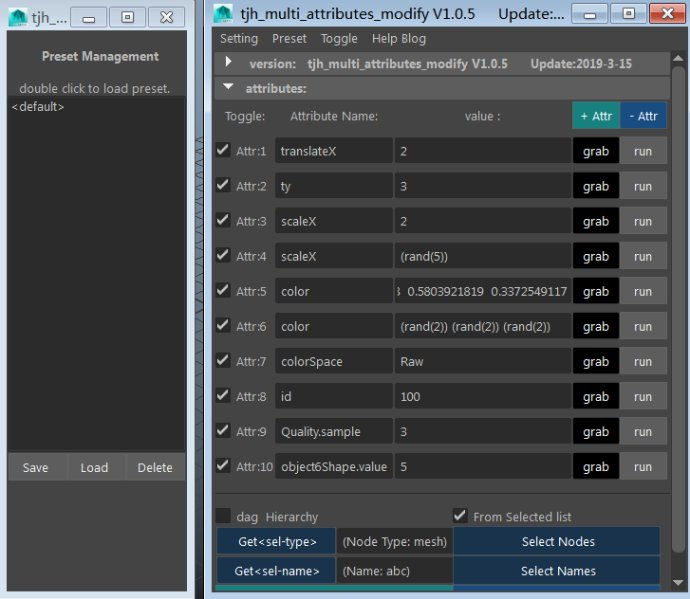 tjh_...
Preset Management
double click to load preset.
<default>
Save Load Delete
tjh_multi_attributes_modify V1.0.5 Update:...
Setting Preset Toggle Help Blog
version: tjh_multi_attributes_modify V1.0.5 Update:2019-3-15
attributes:
Toggle: Attribute Name: value : + Attr - Attr
Attr:1 translateX 2 grab run
Attr:2 ty 3 grab run
Attr:3 scaleX 2 grab run
Attr:4 scaleX (rand(5)) grab run
Attr:5 color 0.5803921819 0.3372549117 grab run
Attr:6 color (rand(2)) (rand(2)) (rand(2)) grab run
Attr:7 colorSpace Raw grab run
Attr:8 id 100 grab run
Attr:9 Quality.sample 3 grab run
Attr:10 object6Shape.value 5 grab run
dag Hierarchy From Selected list
Get<sel-type> (Node Type: mesh) Select Nodes
Get<sel-name> (Name: abc) Select Names